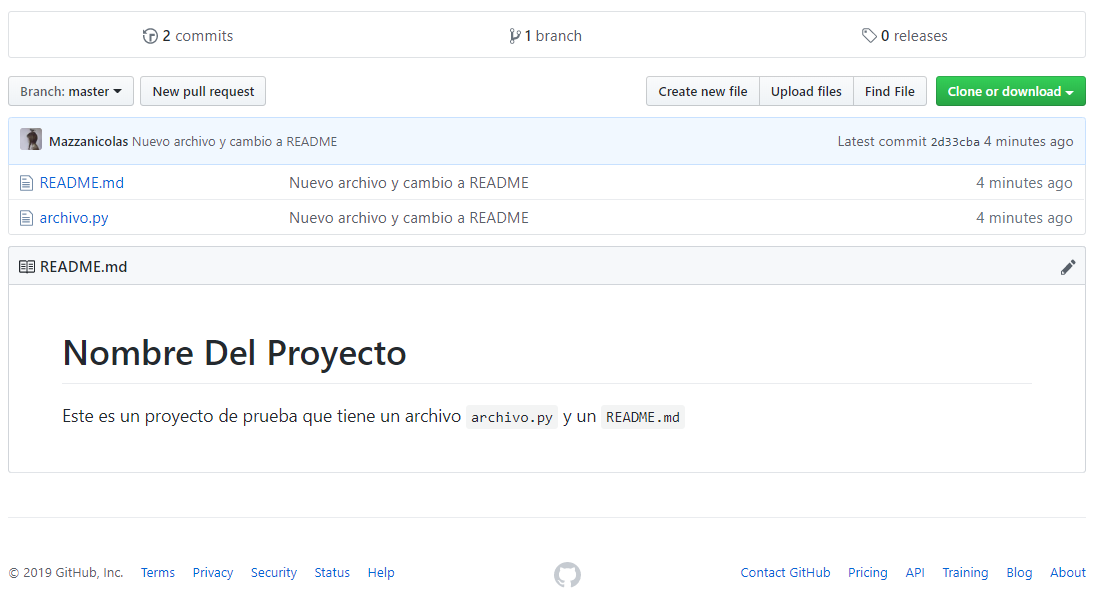 2 commits 1 branch 0 releases
Branch: master New pull request Create new file Upload files Find File Clone or download
Mazzanicolas Nuevo archivo y cambio a README Latest commit 2d33cba 4 minutes ago
README.md Nuevo archivo y cambio a README 4 minutes ago
archivo.py Nuevo archivo y cambio a README 4 minutes ago
README.md
Nombre Del Proyecto
Este es un proyecto de prueba que tiene un archivo archivo.py y un README.md
© 2019 GitHub, Inc. Terms Privacy Security Status Help Contact GitHub Pricing API Training Blog About